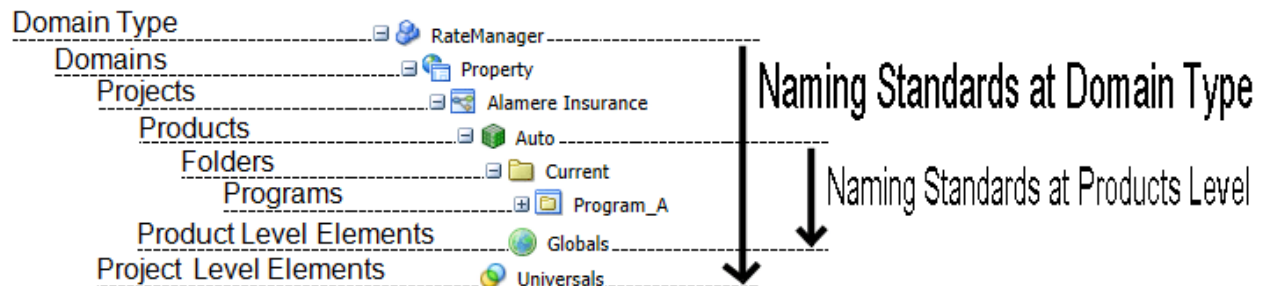 Domain Type RateManager
Domains Property
Naming Standards at Domain Type
Projects Alamere Insurance
Products Auto
Folders Current
Naming Standards at Products Level
Programs Program_A
Product Level Elements Globals
Project Level Elements Universals